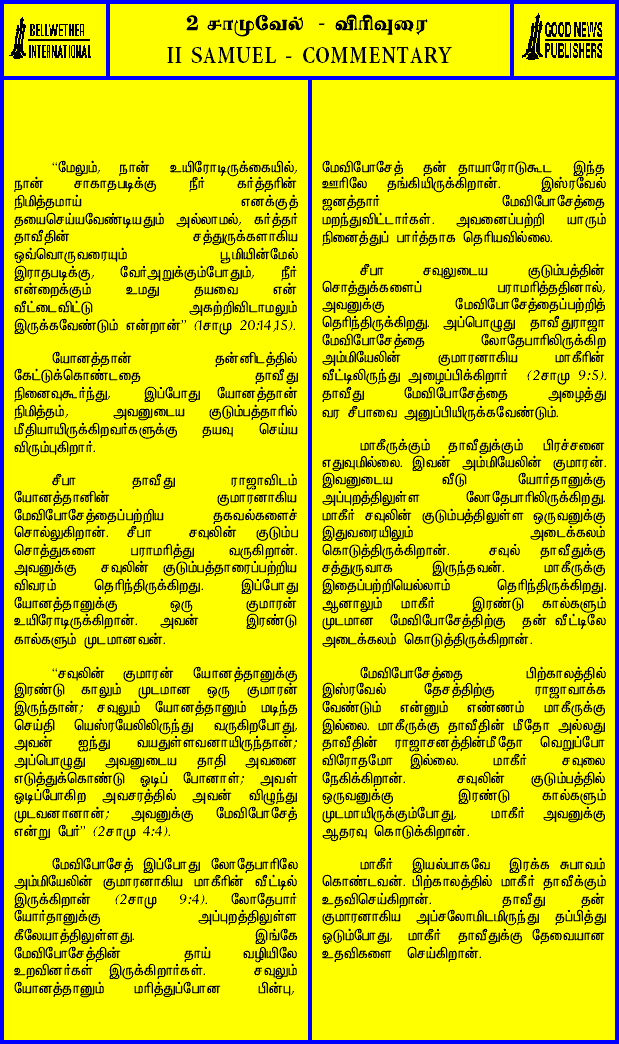 BELLWETHER
INTERNATIONAL
2 சாமுவேல் - விரிவுரை
II SAMUEL - COMMENTARY
GOOD NEWS
PUBLISHERS
“மேலும், நான் உயிரோடிருக்கையில்,
நான் சாகாதபடிக்கு நீர் கர்த்தரின்
நிமித்தமாய் எனக்குத்
தயைசெய்யவேண்டியதும் அல்லாமல், கர்த்தர்
தாவீதின் சத்துருக்களாகிய
ஒவ்வொருவரையும் பூமியின்மேல்
இராதபடிக்கு, வேர்அறுக்கும்போதும், நீர்
என்றைக்கும் உமது தயவை என்
வீட்டைவிட்டு அகற்றிவிடாமலும்
இருக்கவேண்டும் என்றான்” (1சாமு 20:14,15).
யோனத்தான் தன்னிடத்தில்
கேட்டுக்கொண்டதை தாவீது
நினைவுகூர்ந்து, இப்போது யோனத்தான்
நிமித்தம், அவனுடைய குடும்பத்தாரில்
மீதியாயிருக்கிறவர்களுக்கு தயவு செய்ய
விரும்புகிறார்.
சீபா தாவீது ராஜாவிடம்
யோனத்தானின் குமாரனாகிய
மேவிபோசேத்தைப்பற்றிய தகவல்களைச்
சொல்லுகிறான். சீபா சவுலின் குடும்ப
சொத்துகளை பராமரித்து வருகிறான்.
அவனுக்கு சவுலின் குடும்பத்தாரைப்பற்றிய
விவரம் தெரிந்திருக்கிறது. இப்போது
யோனத்தானுக்கு ஒரு குமாரன்
உயிரோடிருக்கிறான். அவன் இரண்டு
கால்களும் முடமானவன்.
“சவுலின் குமாரன் யோனத்தானுக்கு
இரண்டு காலும் முடமான ஒரு குமாரன்
இருந்தான்; சவுலும் யோனத்தானும் மடிந்த
செய்தி யெஸ்ரயேலிலிருந்து வருகிறபோது,
அவன் ஐந்து வயதுள்ளவனாயிருந்தான்;
அப்பொழுது அவனுடைய தாதி அவனை
எடுத்துக்கொண்டு ஓடிப் போனாள்; அவள்
ஓடிப்போகிற அவசரத்தில் அவன் விழுந்து
முடவனானான்; அவனுக்கு மேவிபோசேத்
என்று பேர்” (2சாமு 4:4).
மேவிபோசேத் இப்போது லோதேபாரிலே
அம்மியேலின் குமாரனாகிய மாகீரின் வீட்டில்
இருக்கிறான் (2சாமு 9:4). லோதேபார்
யோர்தானுக்கு அப்புறத்திலுள்ள
கீலேயாத்திலுள்ளது. இங்கே
மேவிபோசேத்தின் தாய் வழியிலே
உறவினர்கள் இருக்கிறார்கள். சவுலும்
யோனத்தானும் மரித்துப்போன பின்பு,
மேவிபோசேத் தன் தாயாரோடுகூட இந்த
ஊரிலே தங்கியிருக்கிறான். இஸ்ரவேல்
ஜனத்தார் மேவிபோசேத்தை
மறந்துவிட்டார்கள். அவனைப்பற்றி யாரும்
நினைத்துப் பார்த்தாக தெரியவில்லை.
சீபா சவுலுடைய குடும்பத்தின்
சொத்துக்களைப் பராமரித்ததினால்,
அவனுக்கு மேவிபோசேத்தைப்பற்றித்
தெரிந்திருக்கிறது. அப்பொழுது தாவீதுராஜா
மேவிபோசேத்தை லோதேபாரிலிருக்கிற
அம்மியேலின் குமாரனாகிய மாகீரின்
வீட்டிலிருந்து அழைப்பிக்கிறார் (2சாமு 9:5).
தாவீது மேவிபோசேத்தை அழைத்து
வர சீபாவை அனுப்பியிருக்கவேண்டும்.
மாகீருக்கும் தாவீதுக்கும் பிரச்சனை
எதுவுமில்லை. இவன் அம்மியேலின் குமாரன்.
இவனுடைய வீடு யோர்தானுக்கு
அப்புறத்திலுள்ள லோதேபாரிலிருக்கிறது.
மாகீர் சவுலின் குடும்பத்திலுள்ள ஒருவனுக்கு
இதுவரையிலும் அடைக்கலம்
கொடுத்திருக்கிறான். சவுல் தாவீதுக்கு
சத்துருவாக இருந்தவன். மாகீருக்கு
இதைப்பற்றியெல்லாம் தெரிந்திருக்கிறது.
ஆனாலும் மாகீர் இரண்டு கால்களும்
முடமான மேவிபோசேத்திற்கு தன் வீட்டிலே
அடைக்கலம் கொடுத்திருக்கிறான்.
மேவிபோசேத்தை பிற்காலத்தில்
இஸ்ரவேல் தேசத்திற்கு ராஜாவாக்க
வேண்டும் என்னும் எண்ணம் மாகீருக்கு
இல்லை. மாகீருக்கு தாவீதின் மீதோ அல்லது
தாவீதின் ராஜாசனத்தின்மீதோ வெறுப்போ
விரோதமோ இல்லை. மாகீர் சவுலை
நேசிக்கிறான். சவுலின் குடும்பத்தில்
ஒருவனுக்கு இரண்டு கால்களும்
முடமாயிருக்கும்போது, மாகீர் அவனுக்கு
ஆதரவு கொடுக்கிறான்.
மாகீர் இயல்பாகவே இரக்க சுபாவம்
கொண்டவன். பிற்காலத்தில் மாகீர் தாவீக்கும்
உதவிசெய்கிறான். தாவீது தன்
குமாரனாகிய அப்சலோமிடமிருந்து தப்பித்து
ஓடும்போது, மாகீர் தாவீதுக்கு தேவையான
உதவிகளை செய்கிறான்.